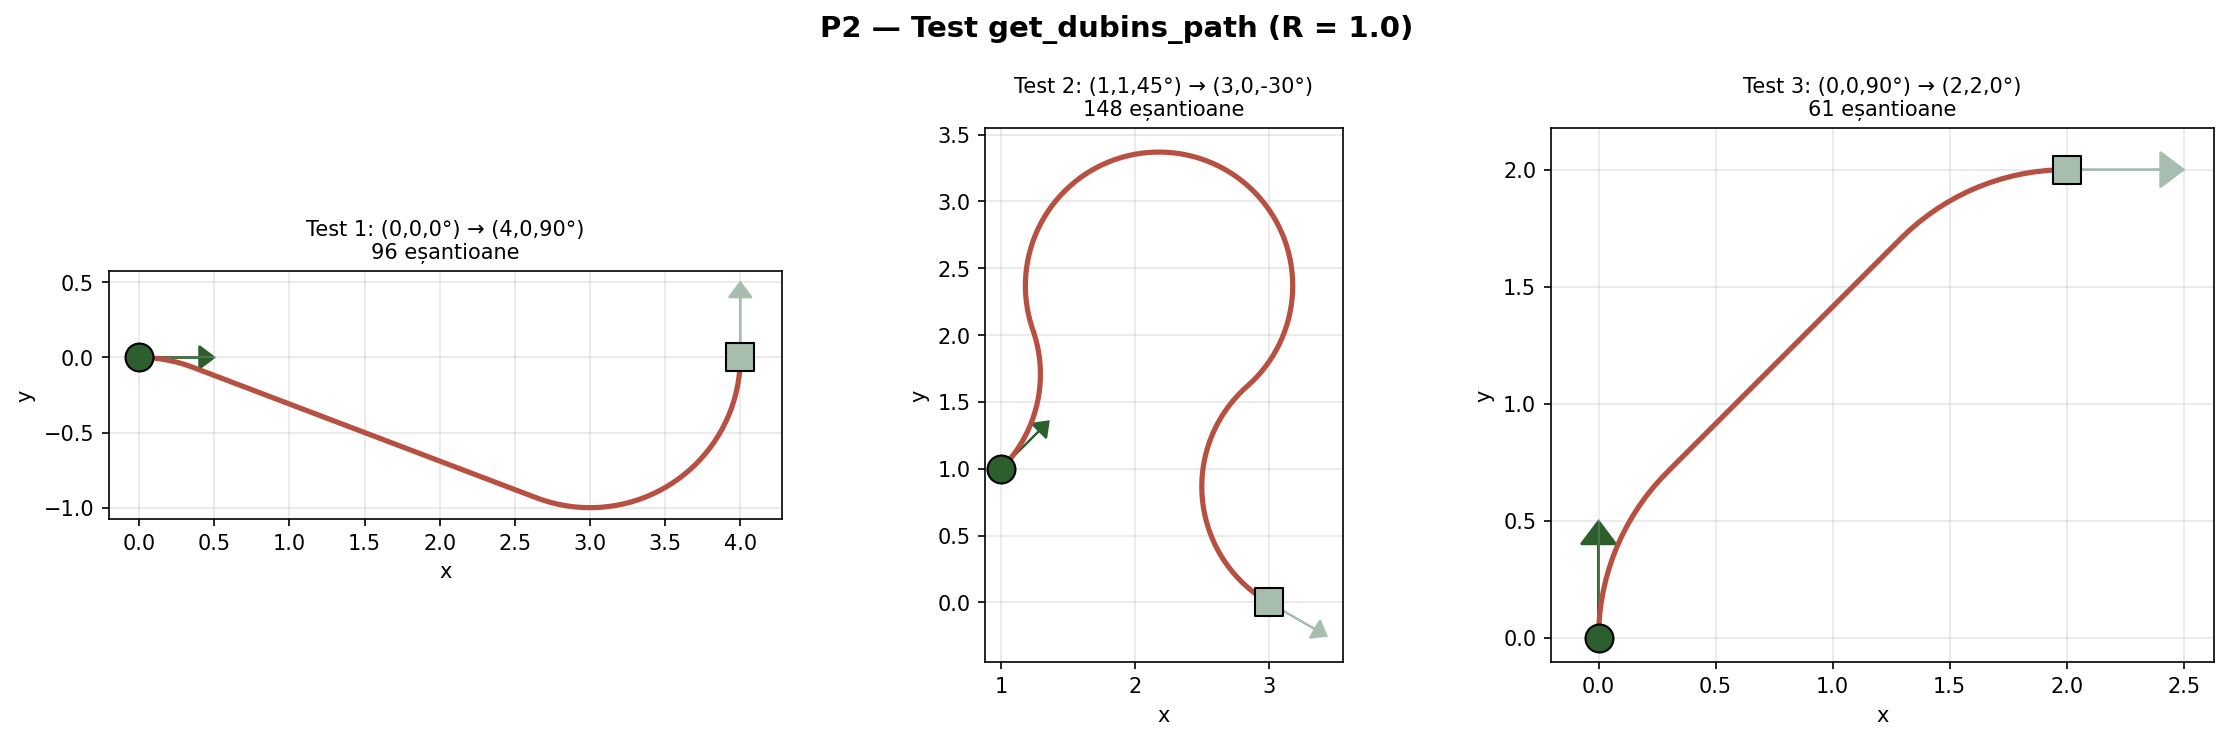 P2 — Test get_dubins_path (R = 1.0)
Test 1: (0,0,0°) → (4,0,90°)
96 eșantioane
0.5
0.0
−0.5
−1.0
y
0.0 0.5 1.0 1.5 2.0 2.5 3.0 3.5 4.0
x
Test 2: (1,1,45°) → (3,0,-30°)
148 eșantioane
3.5
3.0
2.5
2.0
1.5
1.0
0.5
0.0
y
1 2 3
x
Test 3: (0,0,90°) → (2,2,0°)
61 eșantioane
2.0
1.5
1.0
0.5
0.0
y
0.0 0.5 1.0 1.5 2.0 2.5
x